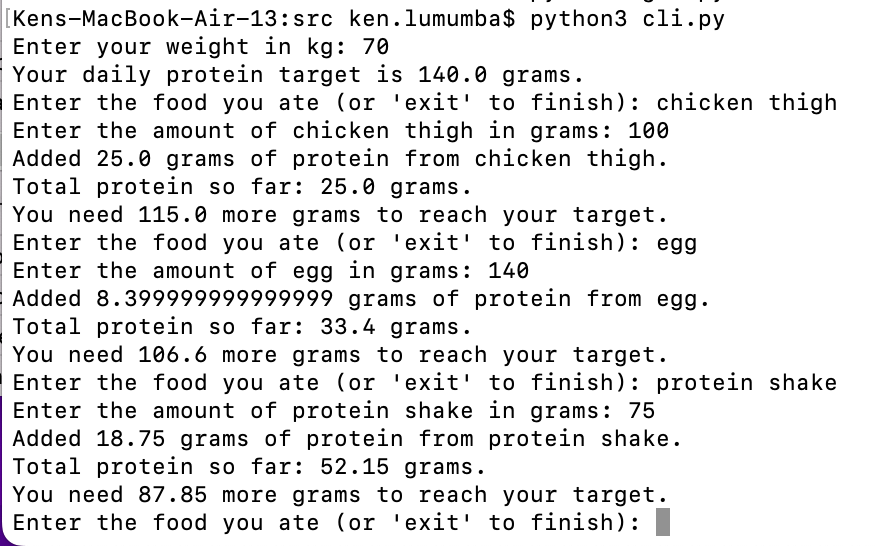 [Kens-MacBook-Air-13:src ken.lumumba$ python3 cli.py
Enter your weight in kg: 70
Your daily protein target is 140.0 grams.
Enter the food you ate (or 'exit' to finish): chicken thigh
Enter the amount of chicken thigh in grams: 100
Added 25.0 grams of protein from chicken thigh.
Total protein so far: 25.0 grams.
You need 115.0 more grams to reach your target.
Enter the food you ate (or 'exit' to finish): egg
Enter the amount of egg in grams: 140
Added 8.399999999999999 grams of protein from egg.
Total protein so far: 33.4 grams.
You need 106.6 more grams to reach your target.
Enter the food you ate (or 'exit' to finish): protein shake
Enter the amount of protein shake in grams: 75
Added 18.75 grams of protein from protein shake.
Total protein so far: 52.15 grams.
You need 87.85 more grams to reach your target.
Enter the food you ate (or 'exit' to finish):